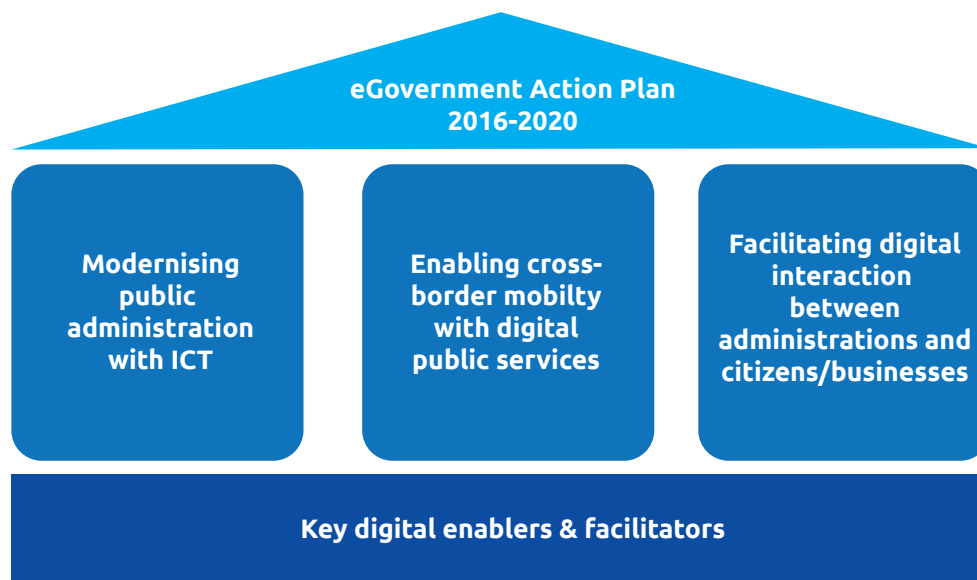 eGovernment Action Plan
2016-2020
Modernising
public
administration
with ICT
Enabling cross-
border mobilty
with digital
public services
Facilitating digital
interaction
between
administrations and
citizens/businesses
Key digital enablers & facilitators